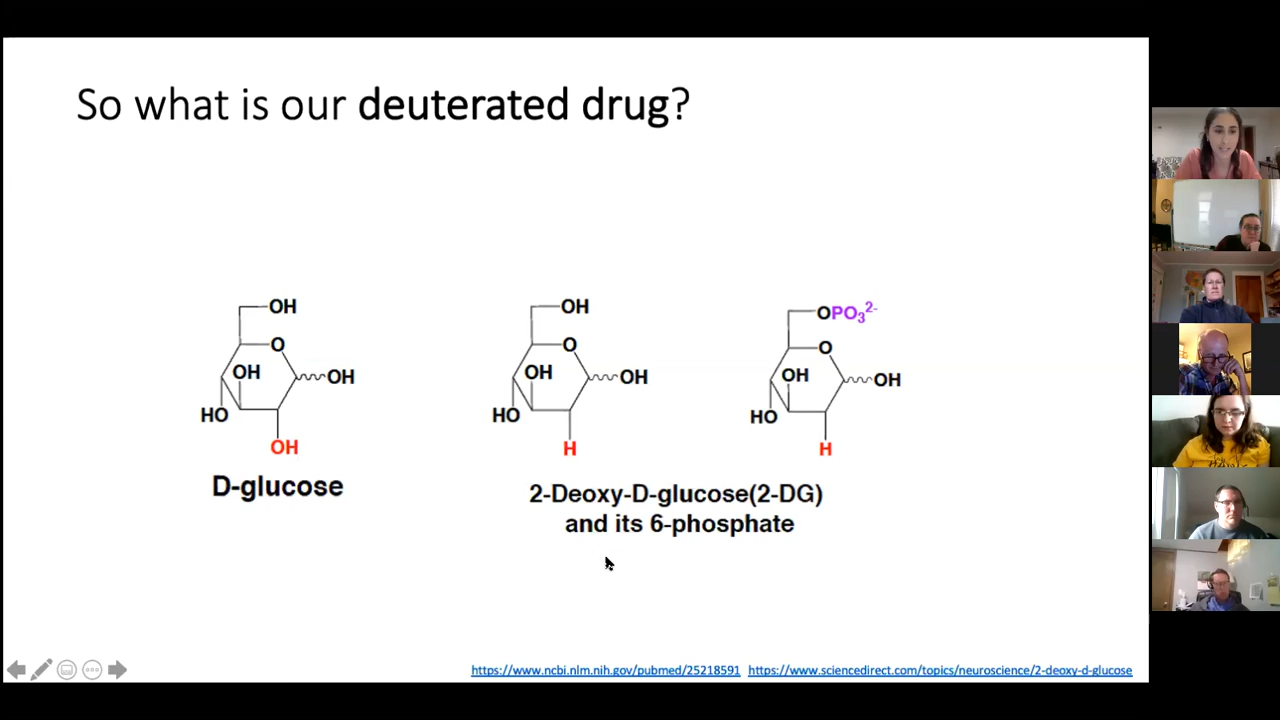 So what is our deuterated drug?
OH
O
OH
OH
HO
OH
D-glucose
OH
O
OH
OH
HO
H
OPO₃²⁻
O
OH
OH
HO
H
2-Deoxy-D-glucose(2-DG)
and its 6-phosphate
https://www.ncbi.nlm.nih.gov/pubmed/25218591 https://www.sciencedirect.com/topics/neuroscience/2-deoxy-d-glucose